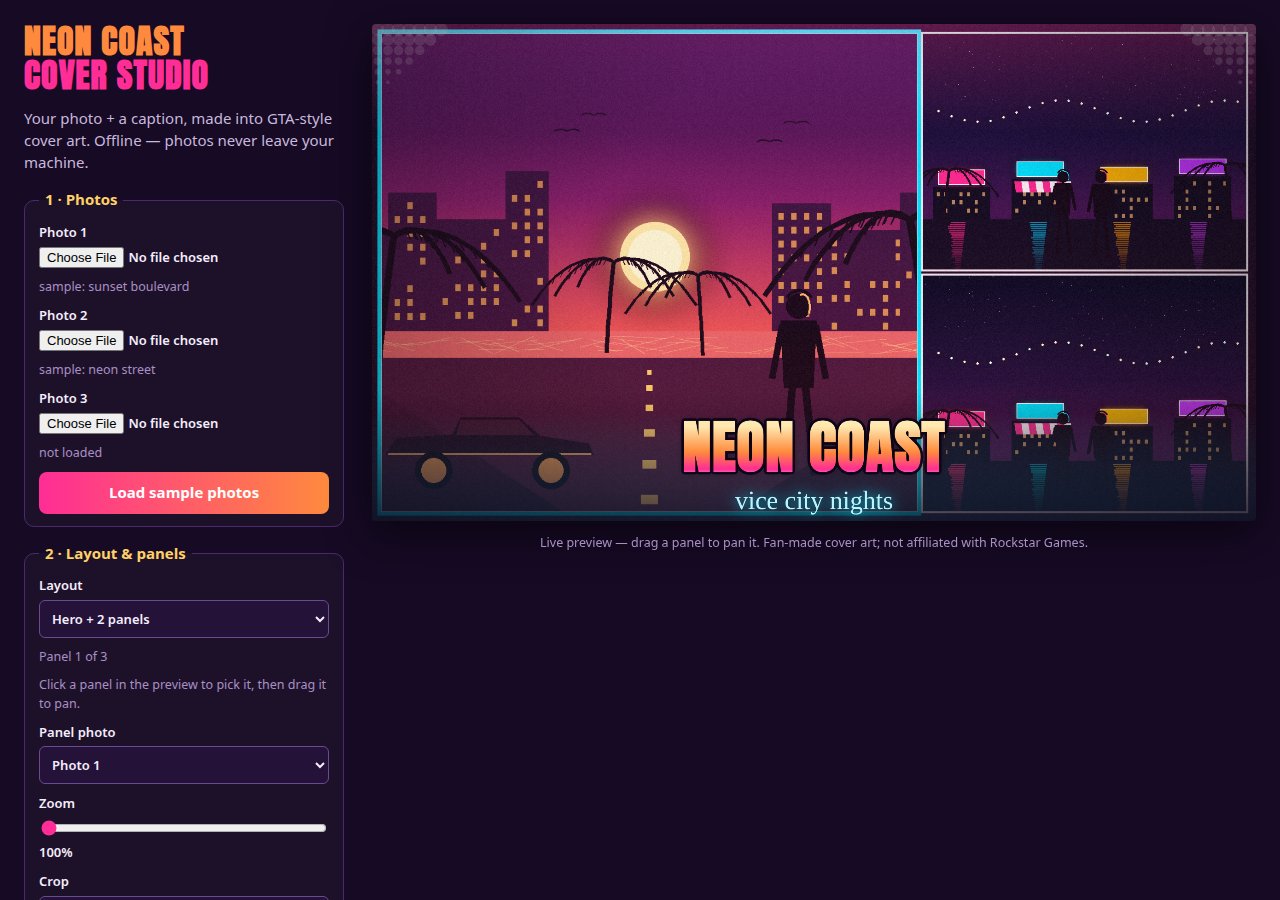 NEON COAST
COVER STUDIO
Your photo + a caption, made into GTA-style
cover art. Offline — photos never leave your
machine.
1 · Photos
Photo 1
Choose File No file chosen
sample: sunset boulevard
Photo 2
Choose File No file chosen
sample: neon street
Photo 3
Choose File No file chosen
not loaded
Load sample photos
2 · Layout & panels
Layout
Hero + 2 panels
Panel 1 of 3
Click a panel in the preview to pick it, then drag it
to pan.
Panel photo
Photo 1
Zoom
100%
Crop
NEON COAST
vice city nights
Live preview — drag a panel to pan it. Fan-made cover art; not affiliated with Rockstar Games.